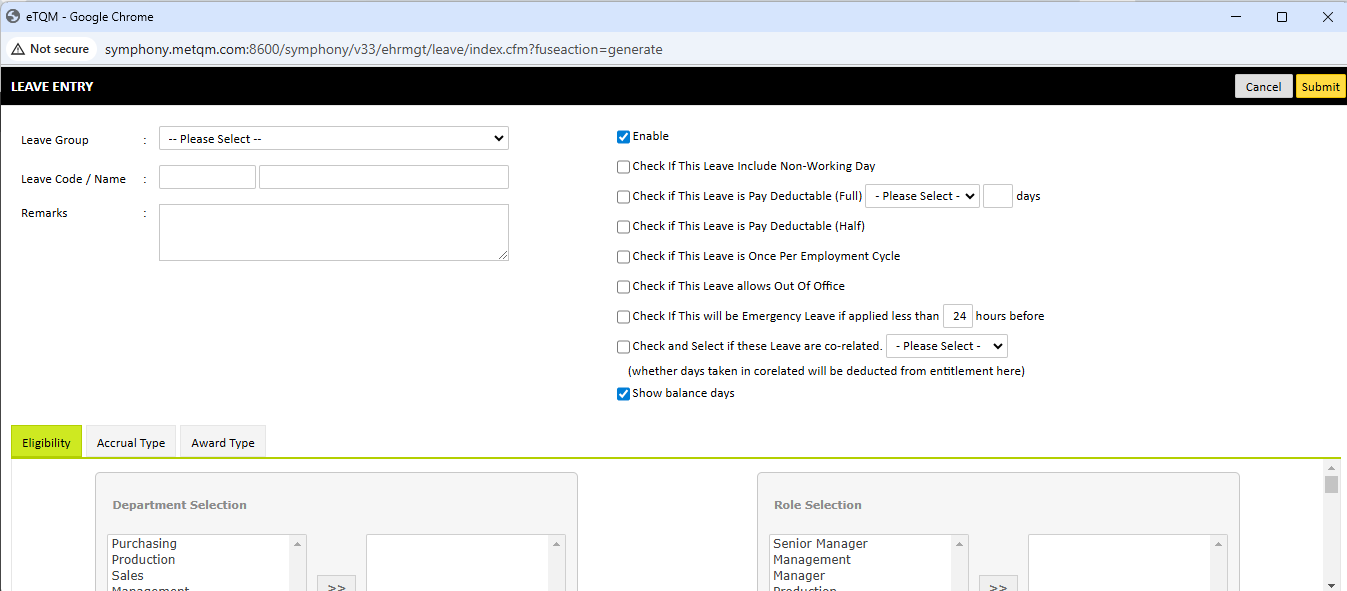 eTQM - Google Chrome
Not secure symphony.metqm.com:8600/symphony/v33/ehrmgt/leave/index.cfm?fuseaction=generate
LEAVE ENTRY Cancel Submit
Leave Group : -- Please Select --
Leave Code / Name :
Remarks :
Enable
Check If This Leave Include Non-Working Day
Check if This Leave is Pay Deductable (Full) - Please Select - days
Check if This Leave is Pay Deductable (Half)
Check if This Leave is Once Per Employment Cycle
Check if This Leave allows Out Of Office
Check If This will be Emergency Leave if applied less than 24 hours before
Check and Select if these Leave are co-related. - Please Select -
(whether days taken in corelated will be deducted from entitlement here)
Show balance days
Eligibility Accrual Type Award Type
Department Selection
Purchasing
Production
Sales
Management
>>
Role Selection
Senior Manager
Management
Manager
Production
>>